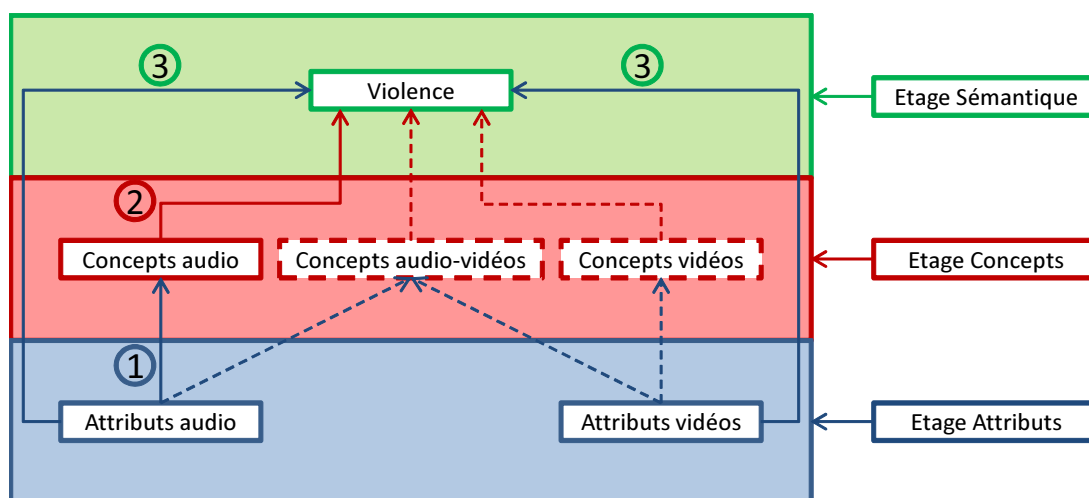 3
3
Violence
Etage Sémantique
2
Concepts audio
Concepts audio-vidéos
Concepts vidéos
Etage Concepts
1
Attributs audio
Attributs vidéos
Etage Attributs